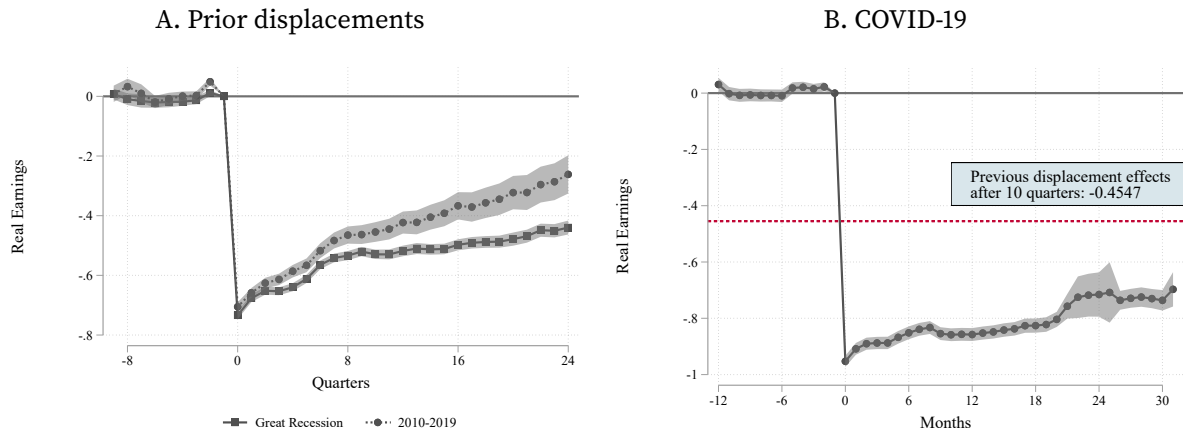 A. Prior displacements
Real Earnings
0
-.2
-.4
-.6
-.8
-8
0
8
16
24
Quarters
Great Recession
2010-2019
B. COVID-19
Real Earnings
0
-.2
-.4
-.6
-.8
-1
Previous displacement effects
after 10 quarters: -0.4547
-12
-6
0
6
12
18
24
30
Months